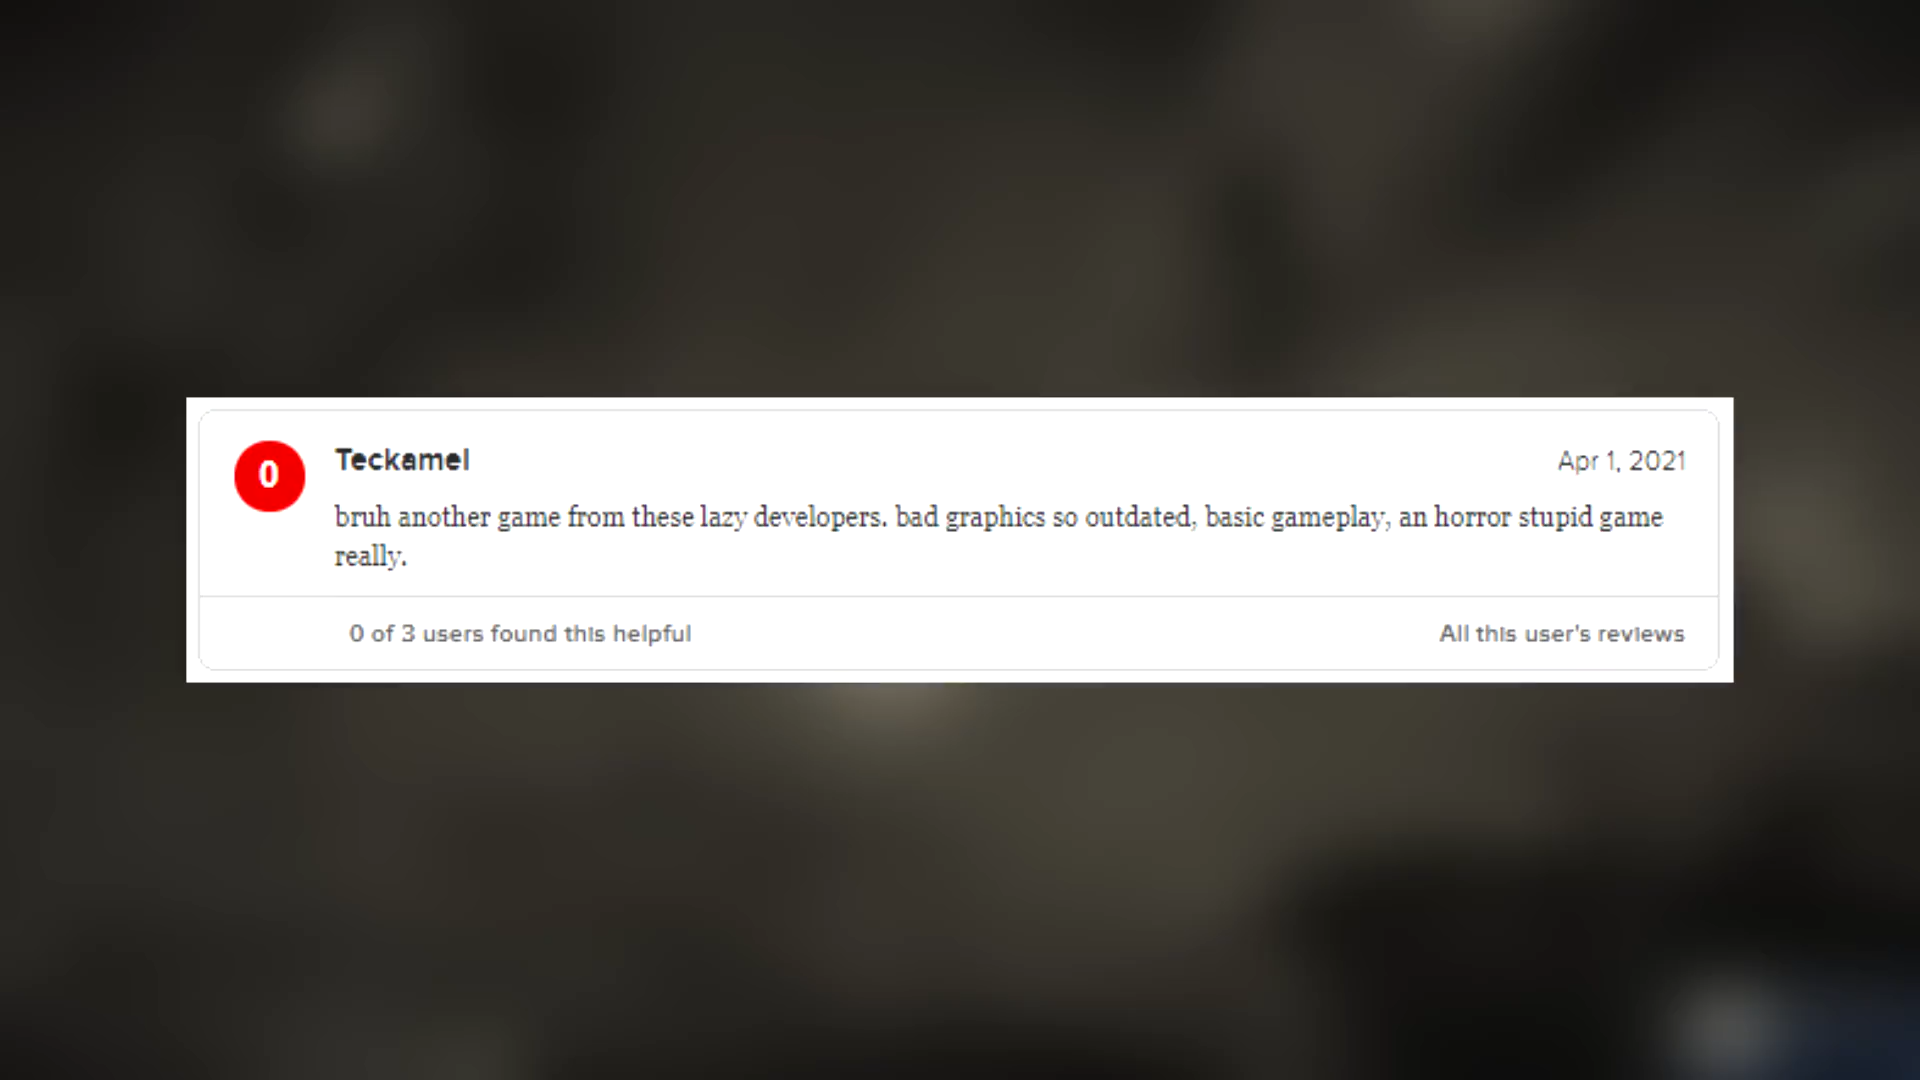 0
Teckamel
Apr 1, 2021
bruh another game from these lazy developers. bad graphics so outdated, basic gameplay, an horror stupid game
really.
0 of 3 users found this helpful
All this user's reviews